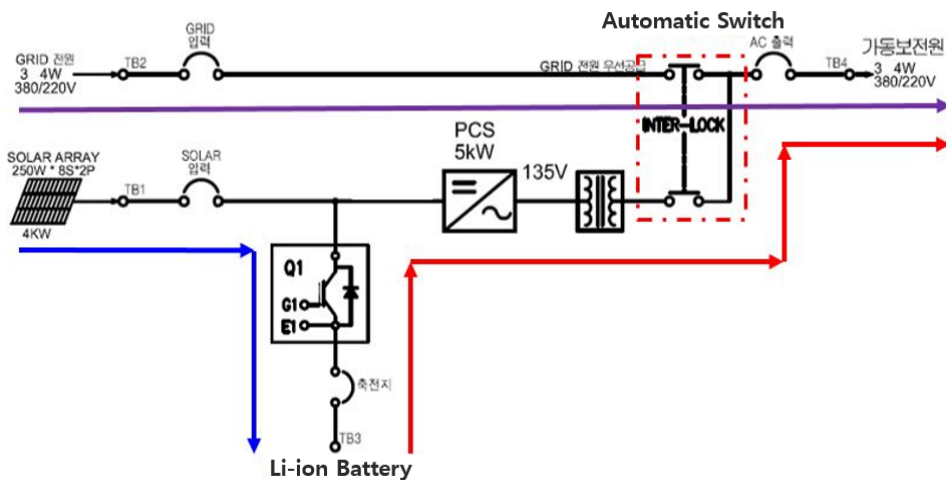 Automatic Switch
GRID
입력
AC 출력
가동보전원
GRID 전원
3 4W
380/220V
TB2
GRID 전원 우선공급
TB4
3 4W
380/220V
INTER-LOCK
PCS
5kW
135V
SOLAR ARRAY
250W * 8S*2P
SOLAR
입력
TB1
4KW
Q1
G1
E1
축전지
TB3
Li-ion Battery